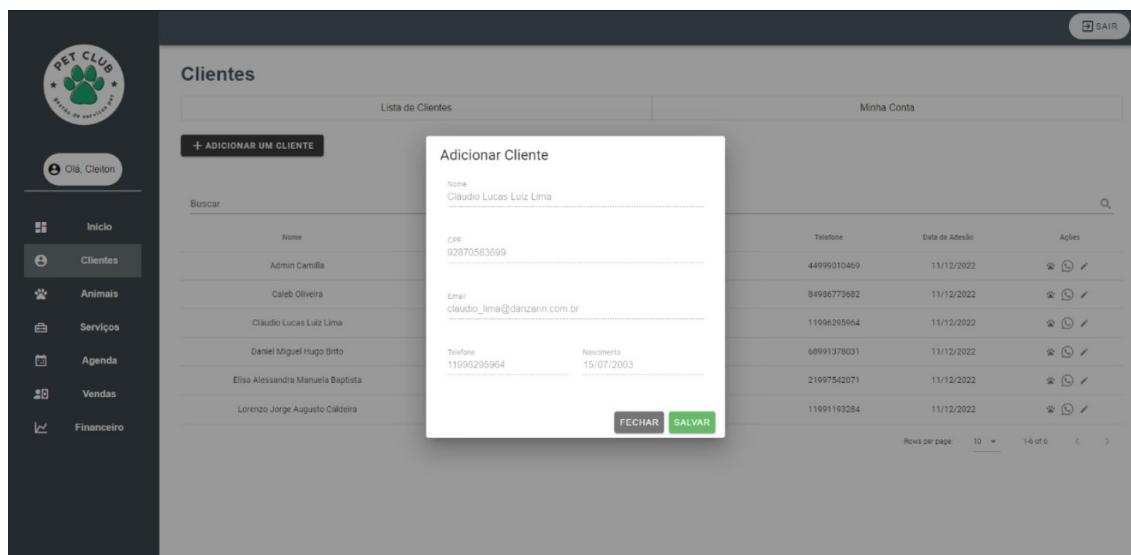 SAIR
PET CLUB
gestão de serviços pet
Olá, Cleiton
Início
Clientes
Animais
Serviços
Agenda
Vendas
Financeiro
Clientes
Lista de Clientes
Minha Conta
+ ADICIONAR UM CLIENTE
Buscar
Nome
Telefone
Data de Adesão
Ações
Admin Camilla
44999010469
11/12/2022
Caleb Oliveira
84986773682
11/12/2022
Cláudio Lucas Luiz Lima
11996295964
11/12/2022
Daniel Miguel Hugo Brito
68991378031
11/12/2022
Elisa Alessandra Manuela Baptista
21997542071
11/12/2022
Lorenzo Jorge Augusto Caldeira
11991193284
11/12/2022
Rows per page: 10 1-6 of 6
Adicionar Cliente
Nome
Cláudio Lucas Luiz Lima
CPF
92870583699
Email
claudio_lima@danzarin.com.br
Telefone
11996295964
Nascimento
15/07/2003
FECHAR
SALVAR